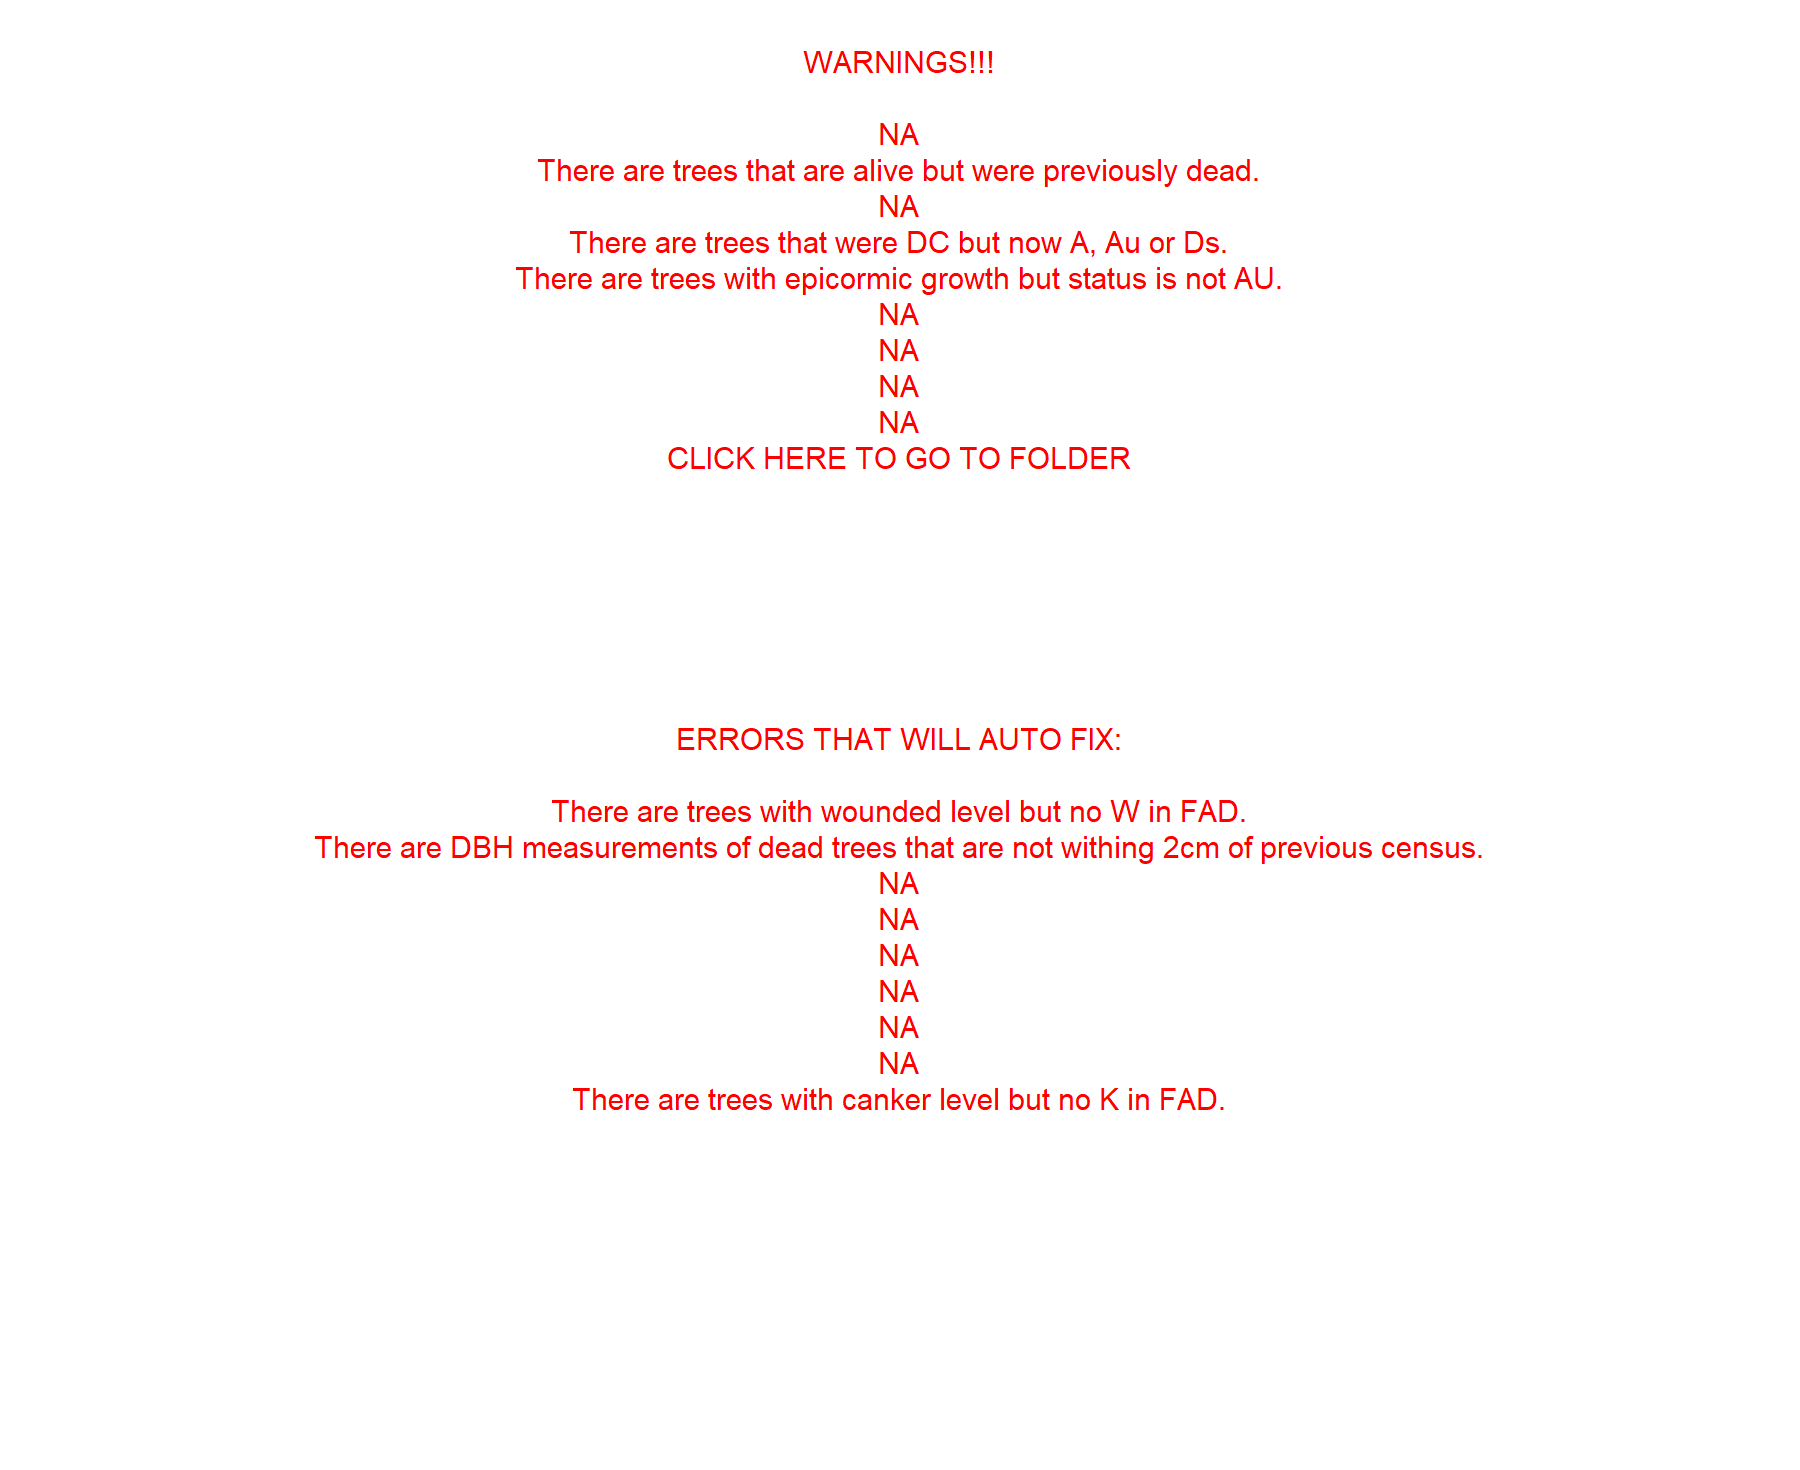 WARNINGS!!!
NA
There are trees that are alive but were previously dead.
NA
There are trees that were DC but now A, Au or Ds.
There are trees with epicormic growth but status is not AU.
NA
NA
NA
NA
CLICK HERE TO GO TO FOLDER
ERRORS THAT WILL AUTO FIX:
There are trees with wounded level but no W in FAD.
There are DBH measurements of dead trees that are not withing 2cm of previous census.
NA
NA
NA
NA
NA
NA
There are trees with canker level but no K in FAD.